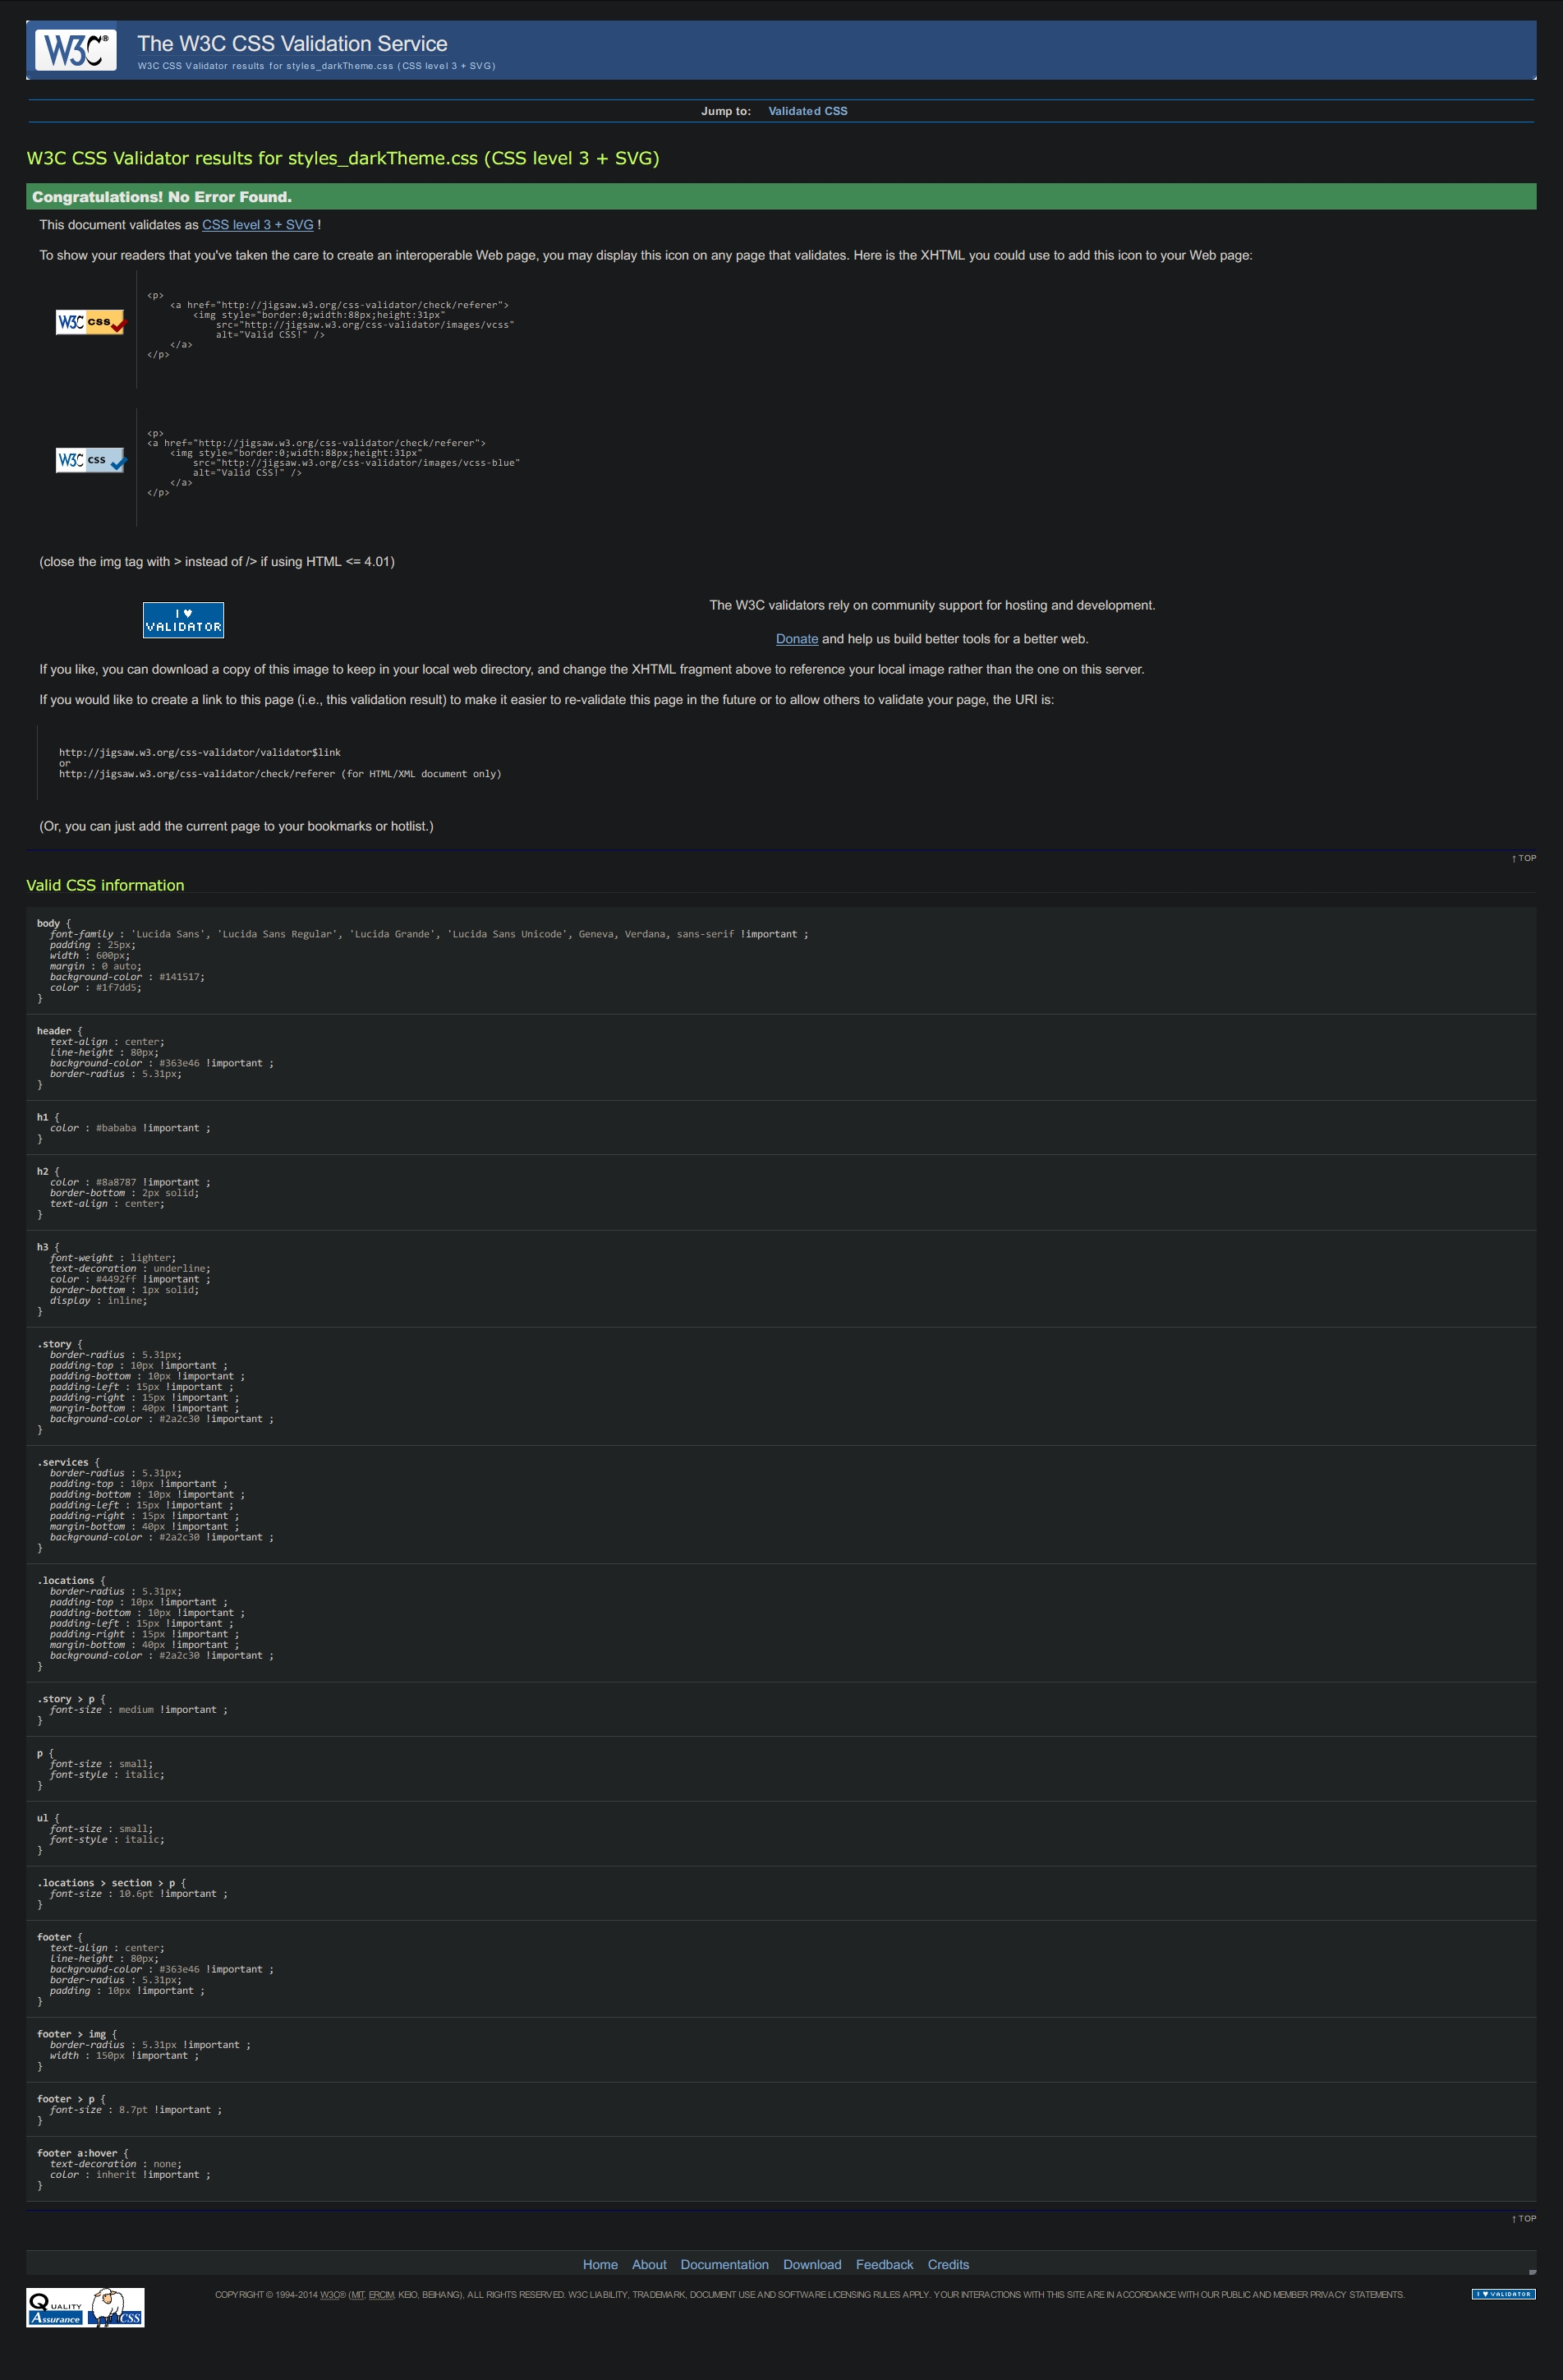 W3C®
The W3C CSS Validation Service
W3C CSS Validator results for styles_darkTheme.css (CSS level 3 + SVG)
Jump to: Validated CSS
W3C CSS Validator results for styles_darkTheme.css (CSS level 3 + SVG)
Congratulations! No Error Found.
This document validates as CSS level 3 + SVG !
To show your readers that you've taken the care to create an interoperable Web page, you may display this icon on any page that validates. Here is the XHTML you could use to add this icon to your Web page:
W3C css
<p>
<a href="http://jigsaw.w3.org/css-validator/check/referer">
<img style="border:0;width:88px;height:31px"
src="http://jigsaw.w3.org/css-validator/images/vcss"
alt="Valid CSS!" />
</a>
</p>
W3C css
<p>
<a href="http://jigsaw.w3.org/css-validator/check/referer">
<img style="border:0;width:88px;height:31px"
src="http://jigsaw.w3.org/css-validator/images/vcss-blue"
alt="Valid CSS!" />
</a>
</p>
(close the img tag with > instead of /> if using HTML <= 4.01)
I ♥
VALIDATOR
The W3C validators rely on community support for hosting and development.
Donate and help us build better tools for a better web.
If you like, you can download a copy of this image to keep in your local web directory, and change the XHTML fragment above to reference your local image rather than the one on this server.
If you would like to create a link to this page (i.e., this validation result) to make it easier to re-validate this page in the future or to allow others to validate your page, the URI is:
http://jigsaw.w3.org/css-validator/validator$link
or
http://jigsaw.w3.org/css-validator/check/referer (for HTML/XML document only)
(Or, you can just add the current page to your bookmarks or hotlist.)
↑ TOP
Valid CSS information
body {
font-family : 'Lucida Sans', 'Lucida Sans Regular', 'Lucida Grande', 'Lucida Sans Unicode', Geneva, Verdana, sans-serif !important ;
padding : 25px;
width : 600px;
margin : 0 auto;
background-color : #141517;
color : #1f7dd5;
}
header {
text-align : center;
line-height : 80px;
background-color : #363e46 !important ;
border-radius : 5.31px;
}
h1 {
color : #bababa !important ;
}
h2 {
color : #8a8787 !important ;
border-bottom : 2px solid;
text-align : center;
}
h3 {
font-weight : lighter;
text-decoration : underline;
color : #4492ff !important ;
border-bottom : 1px solid;
display : inline;
}
.story {
border-radius : 5.31px;
padding-top : 10px !important ;
padding-bottom : 10px !important ;
padding-left : 15px !important ;
padding-right : 15px !important ;
margin-bottom : 40px !important ;
background-color : #2a2c30 !important ;
}
.services {
border-radius : 5.31px;
padding-top : 10px !important ;
padding-bottom : 10px !important ;
padding-left : 15px !important ;
padding-right : 15px !important ;
margin-bottom : 40px !important ;
background-color : #2a2c30 !important ;
}
.locations {
border-radius : 5.31px;
padding-top : 10px !important ;
padding-bottom : 10px !important ;
padding-left : 15px !important ;
padding-right : 15px !important ;
margin-bottom : 40px !important ;
background-color : #2a2c30 !important ;
}
.story > p {
font-size : medium !important ;
}
p {
font-size : small;
font-style : italic;
}
ul {
font-size : small;
font-style : italic;
}
.locations > section > p {
font-size : 10.6pt !important ;
}
footer {
text-align : center;
line-height : 80px;
background-color : #363e46 !important ;
border-radius : 5.31px;
padding : 10px !important ;
}
footer > img {
border-radius : 5.31px !important ;
width : 150px !important ;
}
footer > p {
font-size : 8.7pt !important ;
}
footer a:hover {
text-decoration : none;
color : inherit !important ;
}
↑ TOP
Home About Documentation Download Feedback Credits
QUALITY
Assurance CSS
COPYRIGHT © 1994-2014 W3C® (MIT, ERCIM, KEIO, BEIHANG), ALL RIGHTS RESERVED. W3C LIABILITY, TRADEMARK, DOCUMENT USE AND SOFTWARE LICENSING RULES APPLY. YOUR INTERACTIONS WITH THIS SITE ARE IN ACCORDANCE WITH OUR PUBLIC AND MEMBER PRIVACY STATEMENTS.
I ♥ VALIDATOR